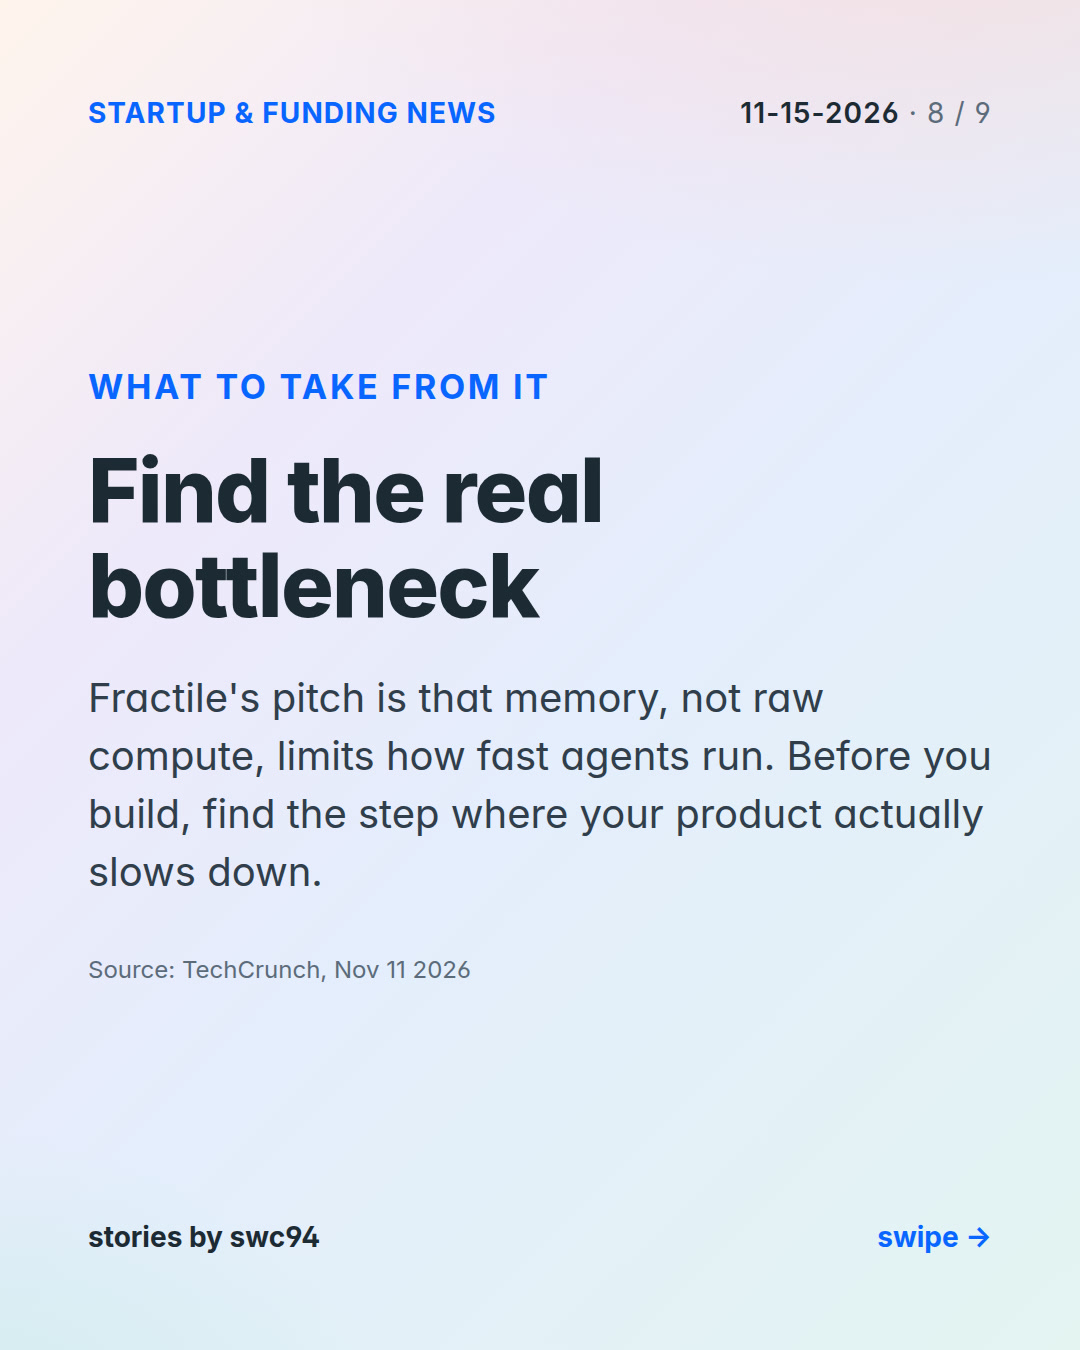 STARTUP & FUNDING NEWS
11-15-2026 · 8 / 9
WHAT TO TAKE FROM IT
Find the real
bottleneck
Fractile's pitch is that memory, not raw
compute, limits how fast agents run. Before you
build, find the step where your product actually
slows down.
Source: TechCrunch, Nov 11 2026
stories by swc94
swipe →